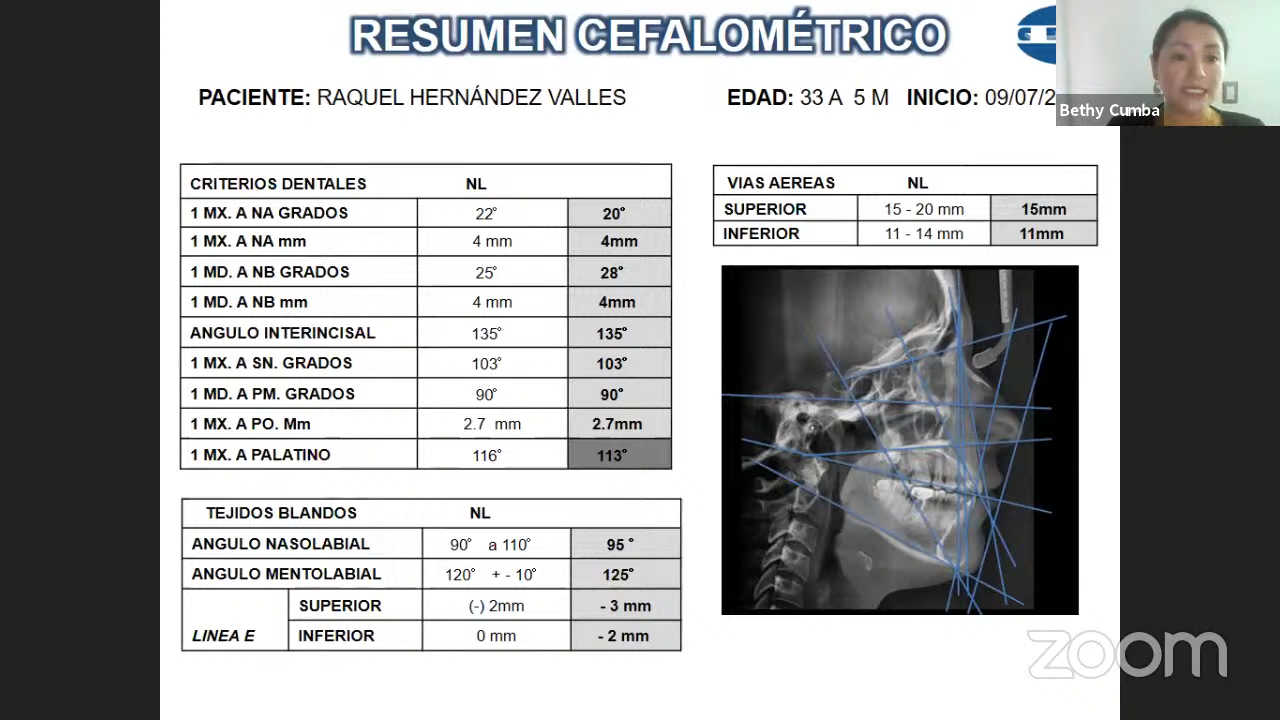 RESUMEN CEFALOMÉTRICO
PACIENTE: RAQUEL HERNÁNDEZ VALLES EDAD: 33 A 5 M INICIO: 09/07/2
Bethy Cumba
CRITERIOS DENTALES NL
1 MX. A NA GRADOS 22° 20°
1 MX. A NA mm 4 mm 4mm
1 MD. A NB GRADOS 25° 28°
1 MD. A NB mm 4 mm 4mm
ANGULO INTERINCISAL 135° 135°
1 MX. A SN. GRADOS 103° 103°
1 MD. A PM. GRADOS 90° 90°
1 MX. A PO. Mm 2.7 mm 2.7mm
1 MX. A PALATINO 116° 113°
TEJIDOS BLANDOS NL
ANGULO NASOLABIAL 90° a 110° 95 °
ANGULO MENTOLABIAL 120° + - 10° 125°
SUPERIOR (-) 2mm - 3 mm
LINEA E INFERIOR 0 mm - 2 mm
VIAS AEREAS NL
SUPERIOR 15 - 20 mm 15mm
INFERIOR 11 - 14 mm 11mm
zoom